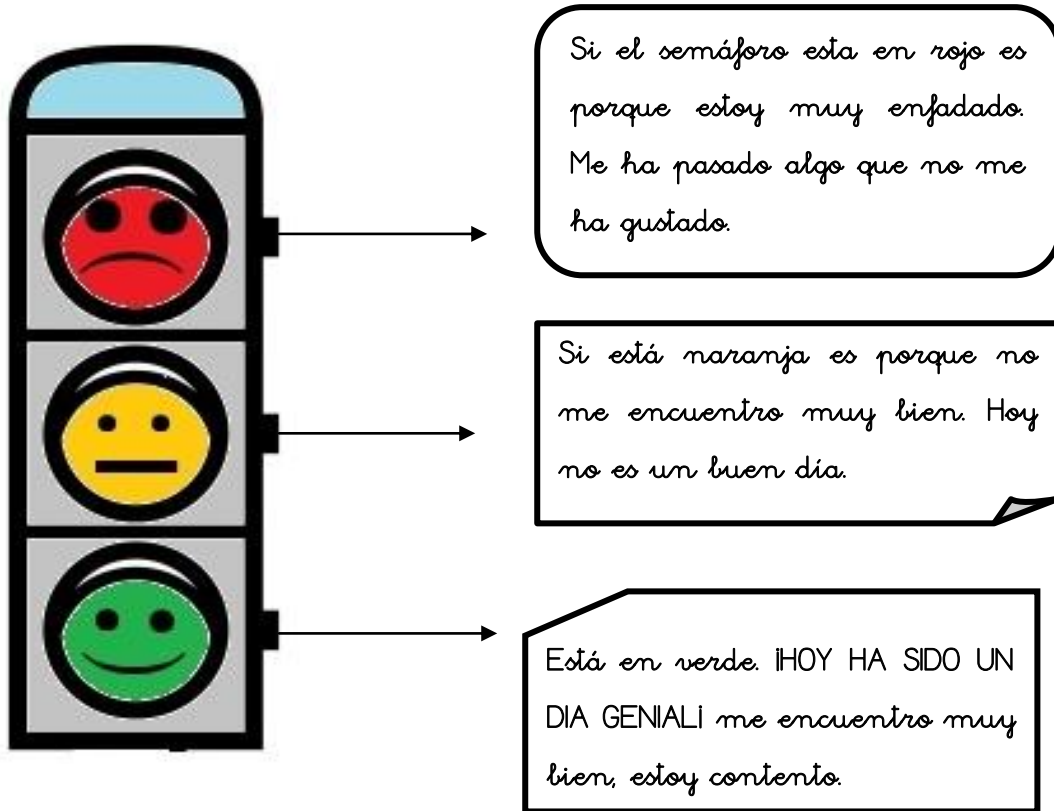 Si el semáforo esta en rojo es
porque estoy muy enfadado.
Me ha pasado algo que no me
ha gustado.
Si está naranja es porque no
me encuentro muy bien. Hoy
no es un buen día.
Está en verde. ¡HOY HA SIDO UN
DIA GENIAL¡ me encuentro muy
bien, estoy contento.